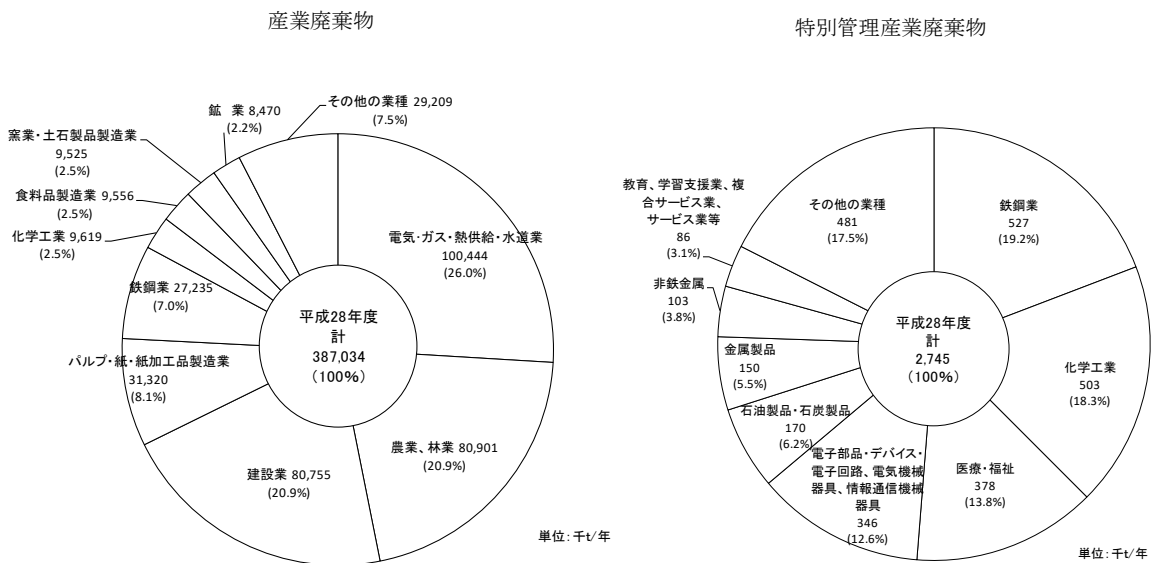 産業廃棄物
鉱　業 8,470
(2.2%)
その他の業種 29,209
(7.5%)
窯業・土石製品製造業
9,525
(2.5%)
食料品製造業 9,556
(2.5%)
化学工業 9,619
(2.5%)
鉄鋼業 27,235
(7.0%)
パルプ・紙・紙加工品製造業
31,320
(8.1%)
建設業 80,755
(20.9%)
農業、林業 80,901
(20.9%)
電気・ガス・熱供給・水道業
100,444
(26.0%)
平成28年度
計
387,034
(100%)
単位：千t/年
特別管理産業廃棄物
教育、学習支援業、複
合サービス業、
サービス業等
86
(3.1%)
その他の業種
481
(17.5%)
鉄鋼業
527
(19.2%)
非鉄金属
103
(3.8%)
金属製品
150
(5.5%)
石油製品・石炭製品
170
(6.2%)
電子部品・デバイス・
電子回路、電気機械
器具、情報通信機械
器具
346
(12.6%)
医療・福祉
378
(13.8%)
化学工業
503
(18.3%)
平成28年度
計
2,745
(100%)
単位：千t/年